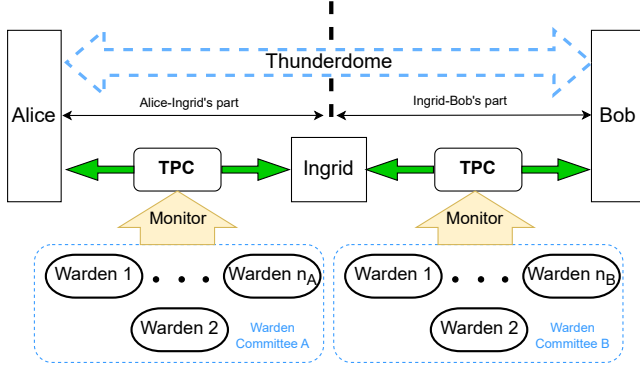 Thunderdome
Alice
Alice-Ingrid's part
Ingrid-Bob's part
Bob
TPC
Ingrid
TPC
Monitor
Monitor
Warden 1
Warden nA
Warden 2
Warden
Committee A
Warden 1
Warden nB
Warden 2
Warden
Committee B